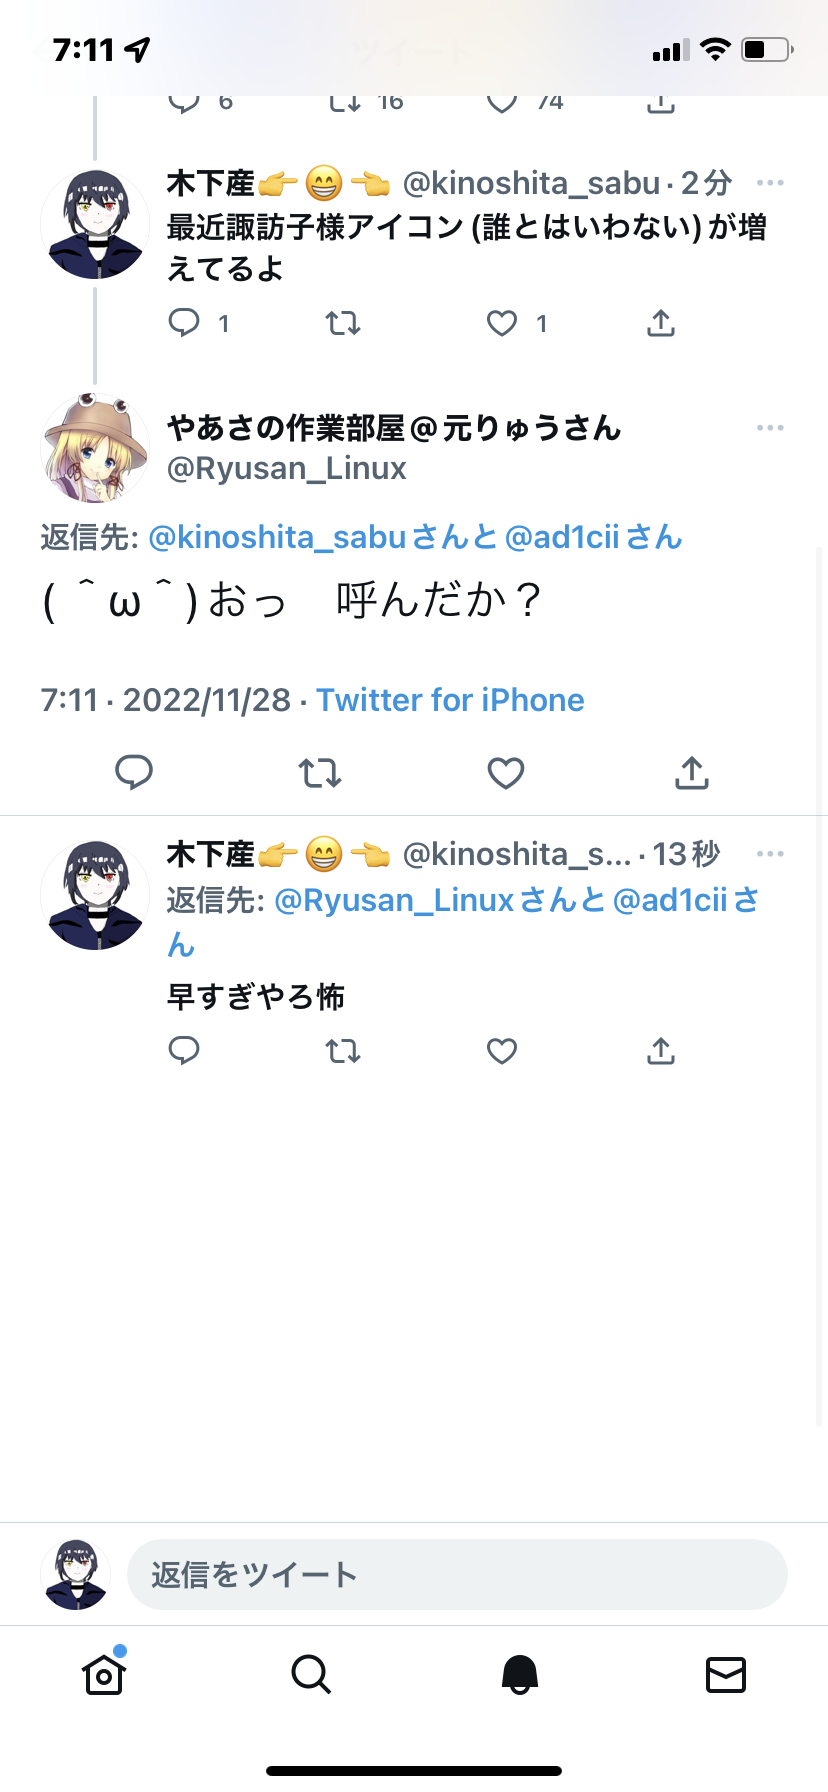 7:11
ツイート
6 16 74
木下産👉😁👈 @kinoshita_sabu · 2分
最近諏訪子様アイコン(誰とはいわない)が増
えてるよ
1 1
やあさの作業部屋@元りゅうさん
@Ryusan_Linux
返信先: @kinoshita_sabuさんと@ad1ciiさん
( ＾ω＾)おっ　呼んだか？
7:11 · 2022/11/28 · Twitter for iPhone
木下産👉😁👈 @kinoshita_s... · 13秒
返信先: @Ryusan_Linuxさんと@ad1ciiさ
ん
早すぎやろ怖
返信をツイート